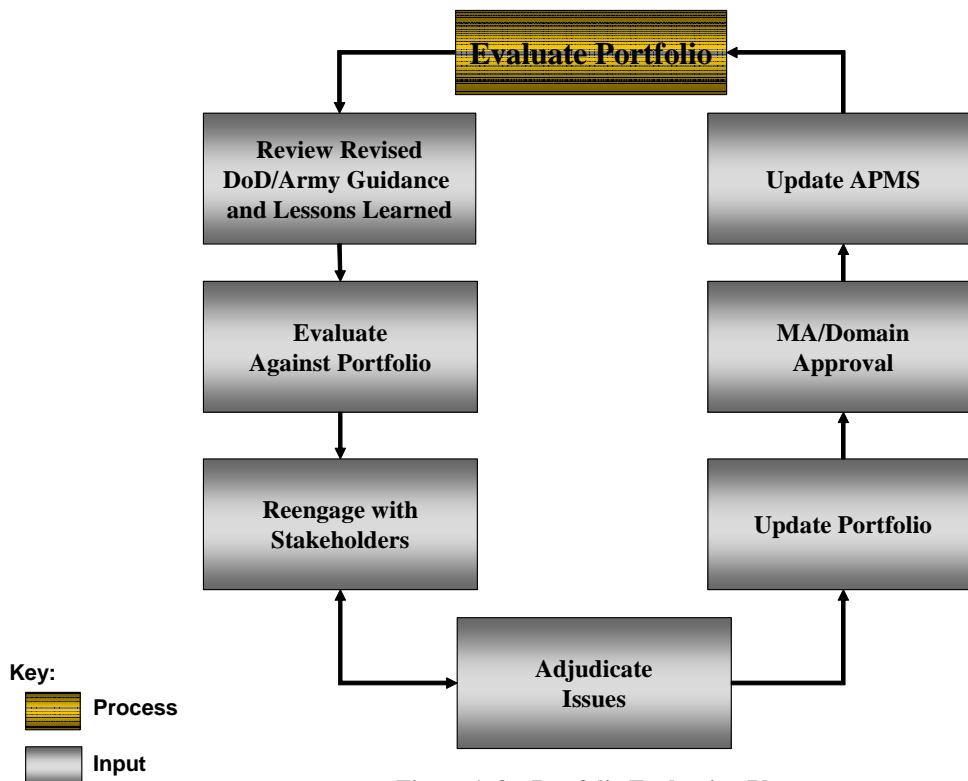 Evaluate Portfolio
Review Revised
DoD/Army Guidance
and Lessons Learned
Update APMS
Evaluate
Against Portfolio
MA/Domain
Approval
Reengage with
Stakeholders
Update Portfolio
Adjudicate
Issues
Key:
Process
Input